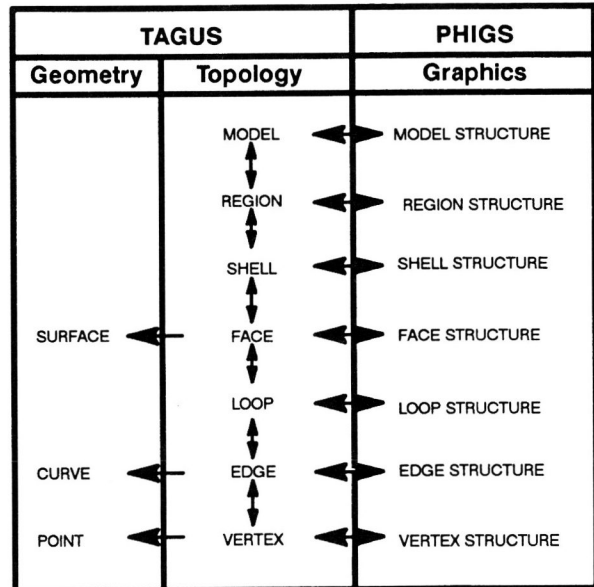 TAGUS PHIGS
Geometry Topology Graphics
MODEL MODEL STRUCTURE
REGION REGION STRUCTURE
SHELL SHELL STRUCTURE
SURFACE FACE FACE STRUCTURE
LOOP LOOP STRUCTURE
CURVE EDGE EDGE STRUCTURE
POINT VERTEX VERTEX STRUCTURE